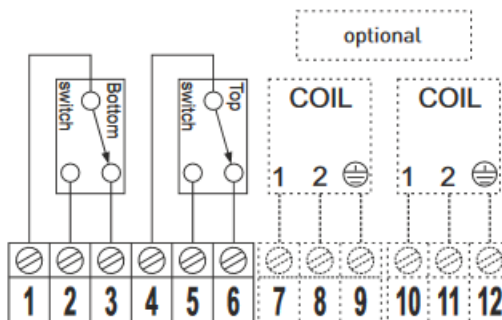 optional
Bottom
switch
Top
switch
COIL
COIL
1 2
1 2
1 2 3 4 5 6 7 8 9 10 11 12